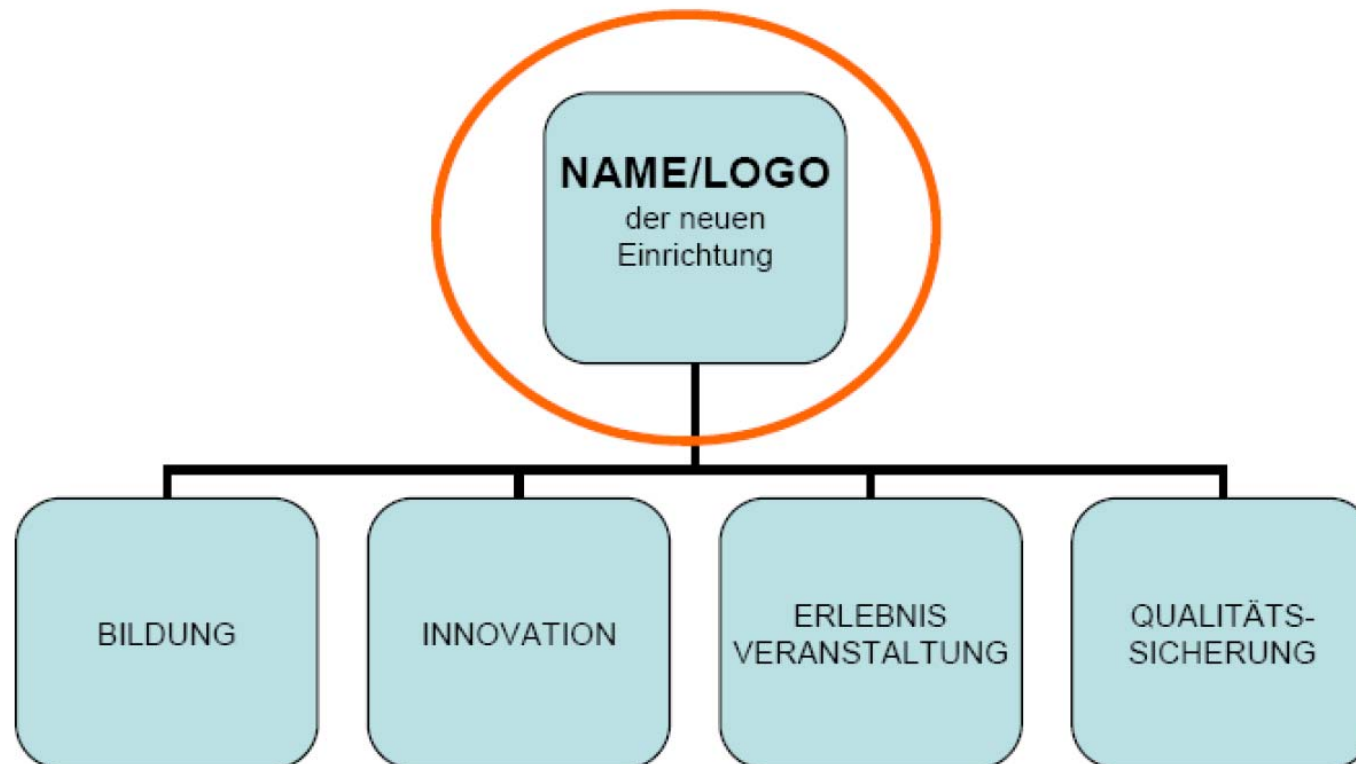 NAME/LOGO
der neuen
Einrichtung
BILDUNG
INNOVATION
ERLEBNIS
VERANSTALTUNG
QUALITÄTS-
SICHERUNG